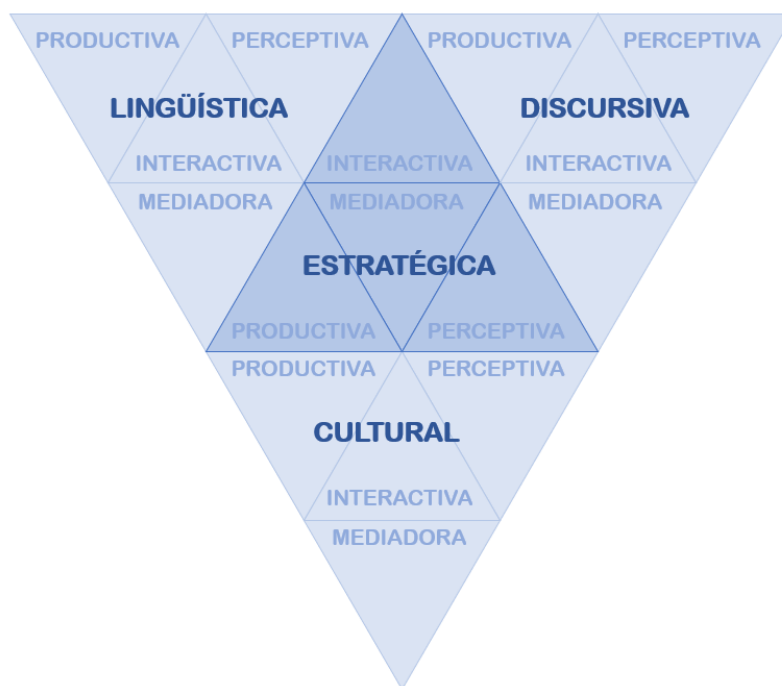 PRODUCTIVA PERCEPTIVA PRODUCTIVA PERCEPTIVA
LINGÜÍSTICA DISCURSIVA
INTERACTIVA INTERACTIVA INTERACTIVA
MEDIADORA MEDIADORA MEDIADORA
ESTRATÉGICA
PRODUCTIVA PERCEPTIVA
PRODUCTIVA PERCEPTIVA
CULTURAL
INTERACTIVA
MEDIADORA